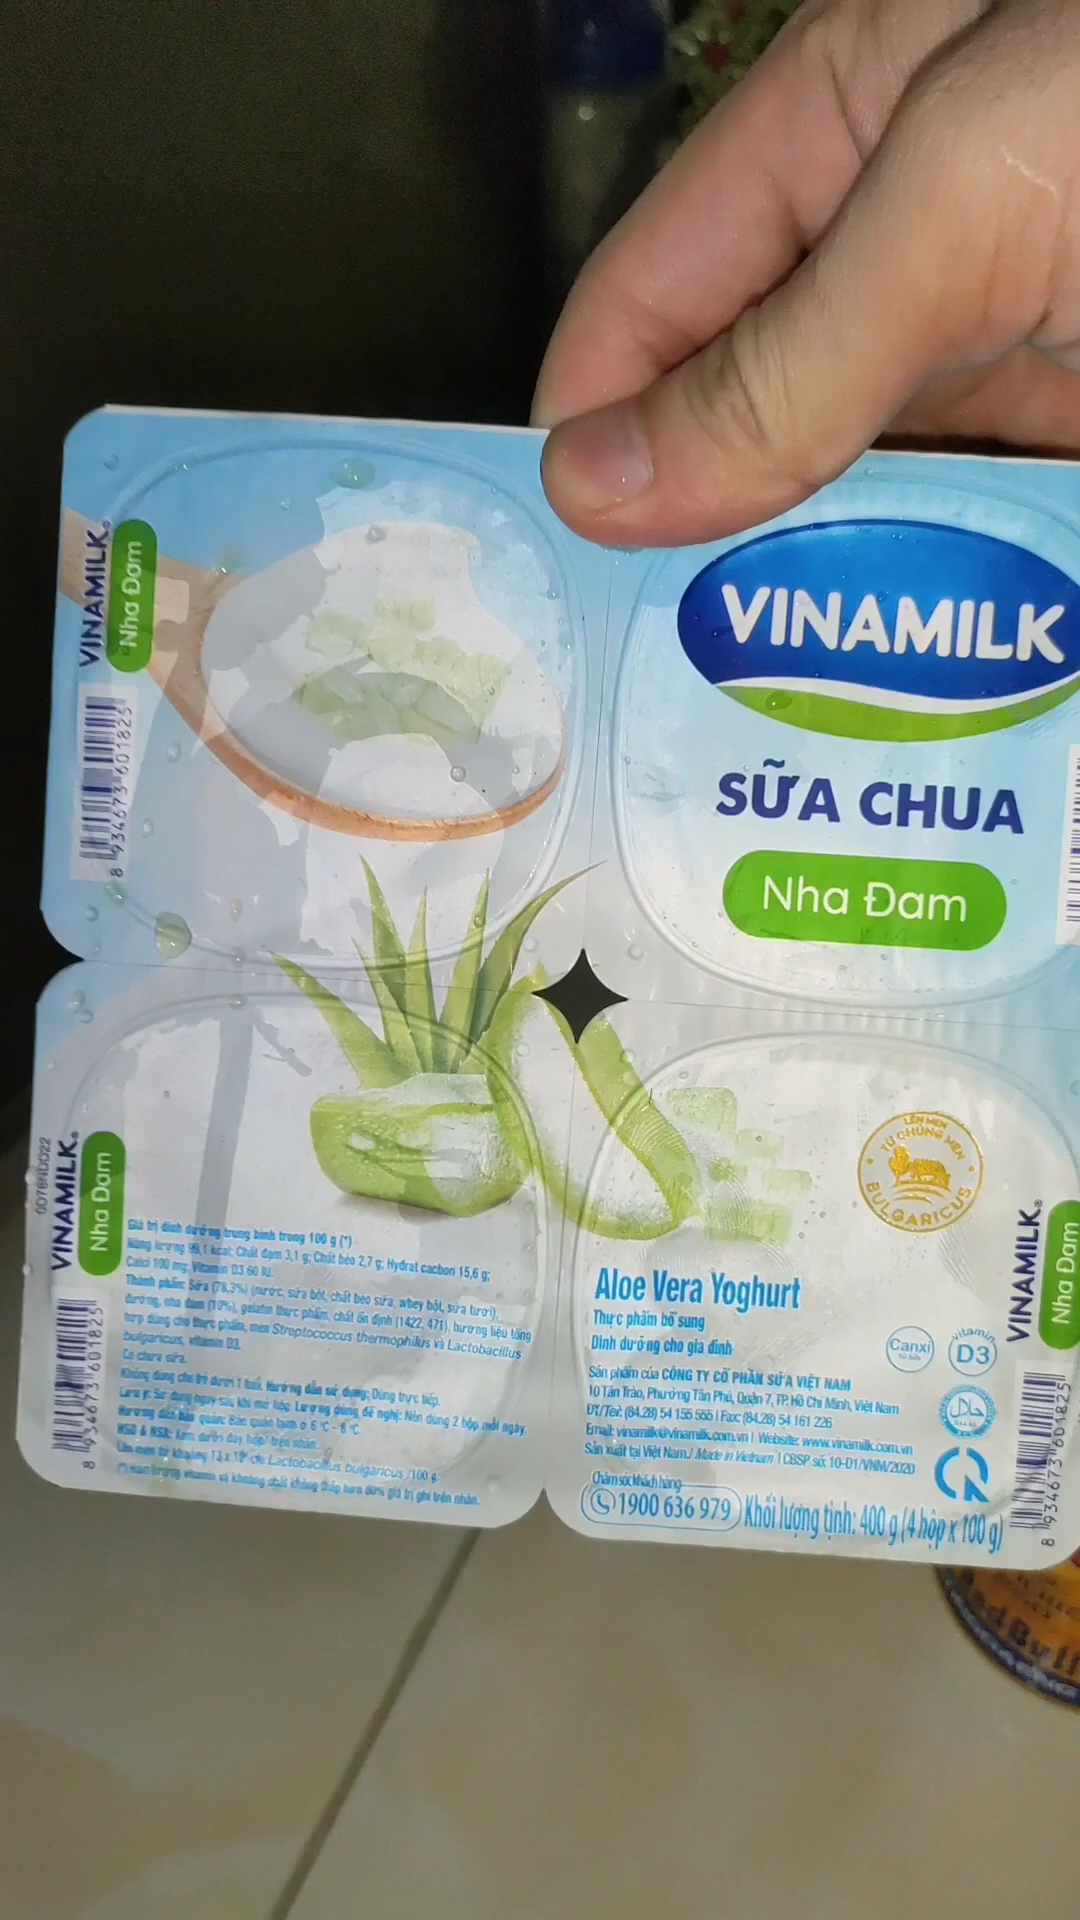 VINAMILK®
Nha Đam
8 934673 601825
VINAMILK
SỮA CHUA
Nha Đam
0D76ND022
VINAMILK®
Nha Đam
8 934673 601825
Giá trị dinh dưỡng trung bình trong 100 g (*)
Năng lượng 99,1 kcal; Chất đạm 3,1 g; Chất béo 2,7 g; Hydrat cacbon 15,6 g;
Canxi 100 mg, Vitamin D3 60 IU.
Thành phần: Sữa (78,3%) (nước, sữa bột, chất béo sữa, whey bột, sữa tươi),
đường, nha đam (10%), gelatin thực phẩm, chất ổn định (1422, 471), hương liệu tổng
hợp dùng cho thực phẩm, men Streptococcus thermophilus và Lactobacillus
bulgaricus, vitamin D3.
Có chứa sữa.
Không dùng cho trẻ dưới 1 tuổi. Hướng dẫn sử dụng: Dùng trực tiếp.
Lưu ý: Sử dụng ngay sau khi mở hộp Lượng dùng đề nghị: Nên dùng 2 hộp mỗi ngày.
Hướng dẫn bảo quản: Bảo quản lạnh ở 6 °C - 8 °C.
NSX & HSD: Xem dưới đáy hộp/ trên nhãn.
Lên men từ khoảng cfu Lactobacillus bulgaricus /100 g
(*) Hàm lượng vitamin và khoáng chất không thấp hơn 80% giá trị ghi trên nhãn.
LÊN MEN
TỪ CHỦNG MEN
BULGARICUS
Aloe Vera Yoghurt
Thực phẩm bổ sung
Dinh dưỡng cho gia đình
Canxi
Vitamin
D3
Sản phẩm của CÔNG TY CỔ PHẦN SỮA VIỆT NAM
10 Tân Trào, Phường Tân Phú, Quận 7, TP. Hồ Chí Minh, Việt Nam
ĐT/Tel: (84.28) 54 155 555 | Fax: (84.28) 54 161 226
Email: vinamilk@vinamilk.com.vn | Website: www.vinamilk.com.vn
Sản xuất tại Việt Nam/ Made in Vietnam | CBSP số: 10-D1/VNM/2020
Chăm sóc khách hàng
1900 636 979
Khối lượng tịnh: 400 g (4 hộp x 100 g)
حلال
VINAMILK®
Nha Đam
8 934673 601825
Red Bull